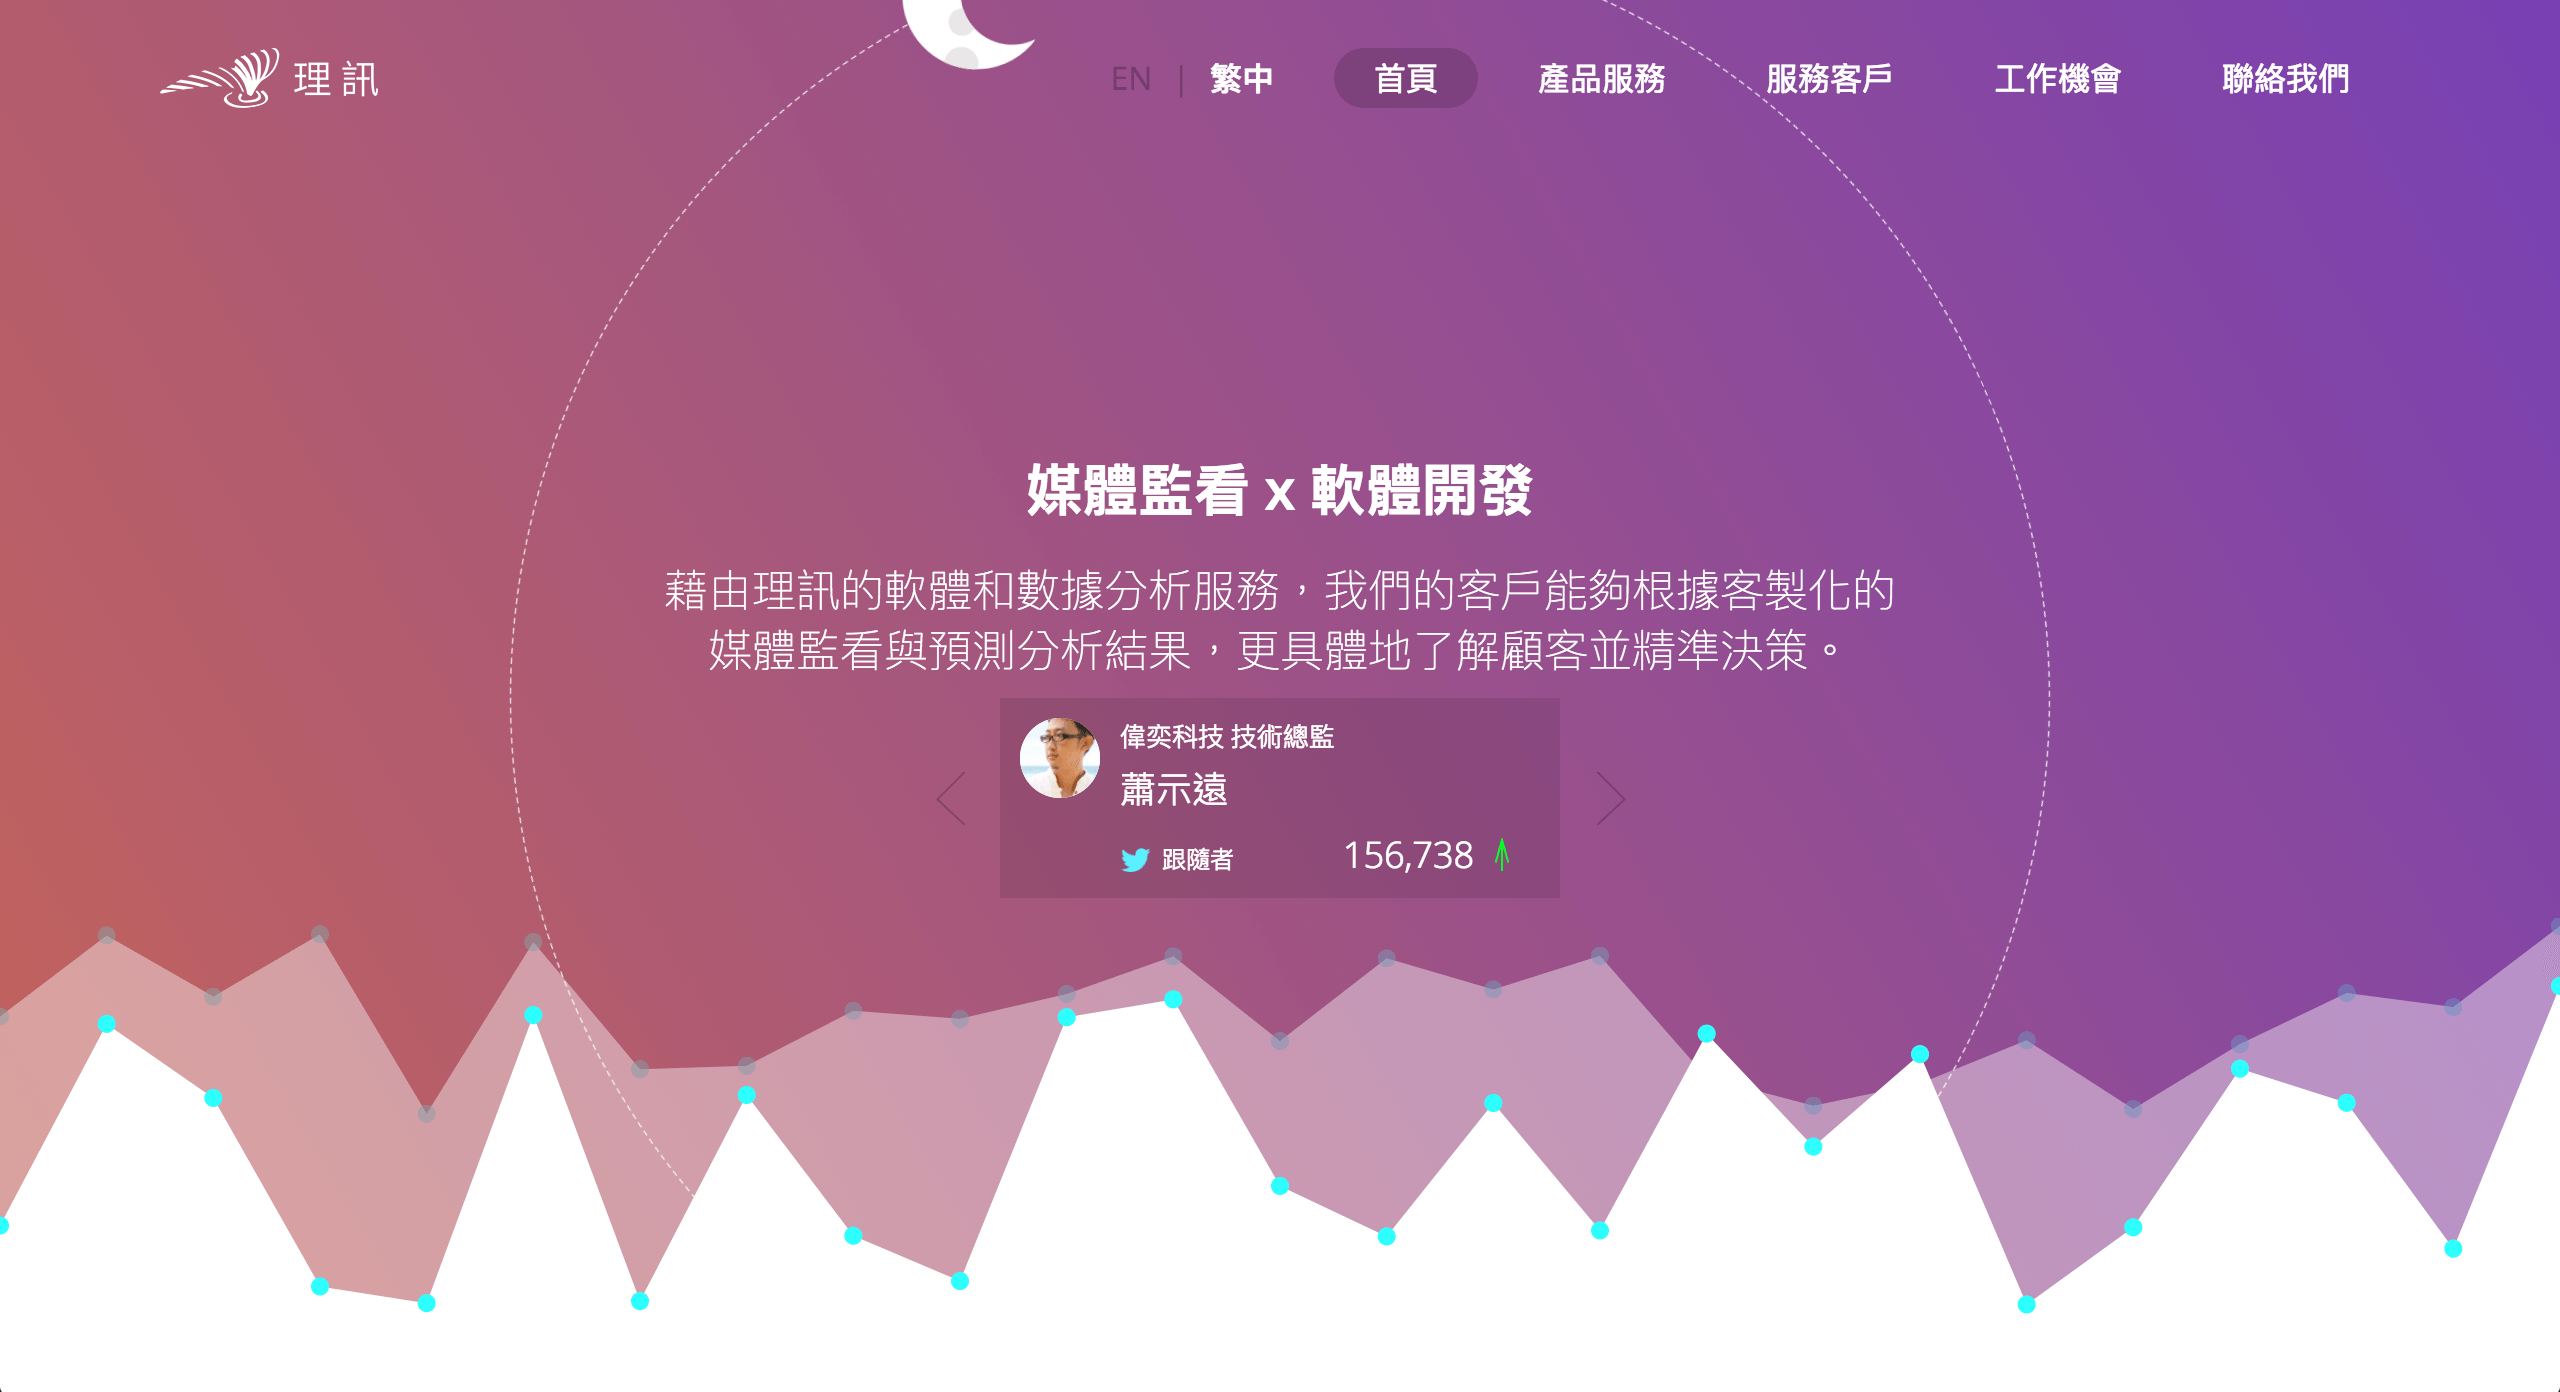 理訊
EN | 繁中
首頁
產品服務
服務客戶
工作機會
聯絡我們
媒體監看 x 軟體開發
藉由理訊的軟體和數據分析服務，我們的客戶能夠根據客製化的
媒體監看與預測分析結果，更具體地了解顧客並精準決策。
偉奕科技 技術總監
蕭示遠
跟隨者 156,738